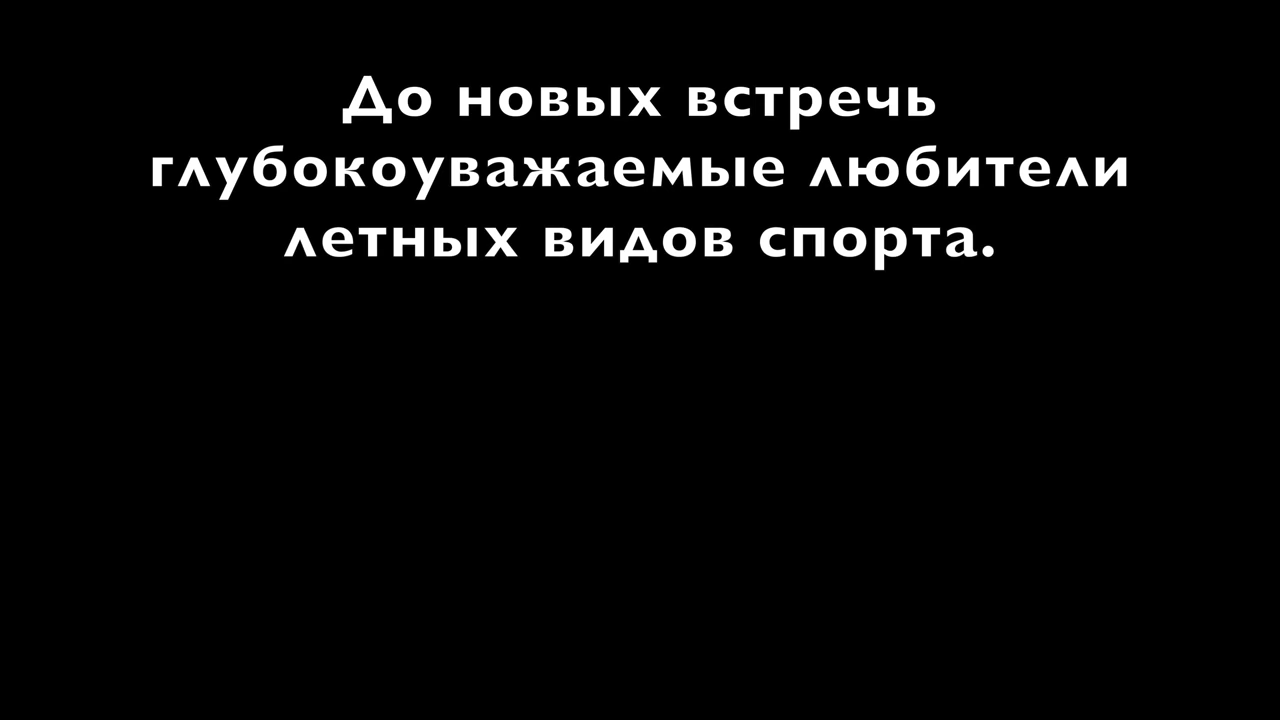 До новых встречь
глубокоуважаемые любители
летных видов спорта.